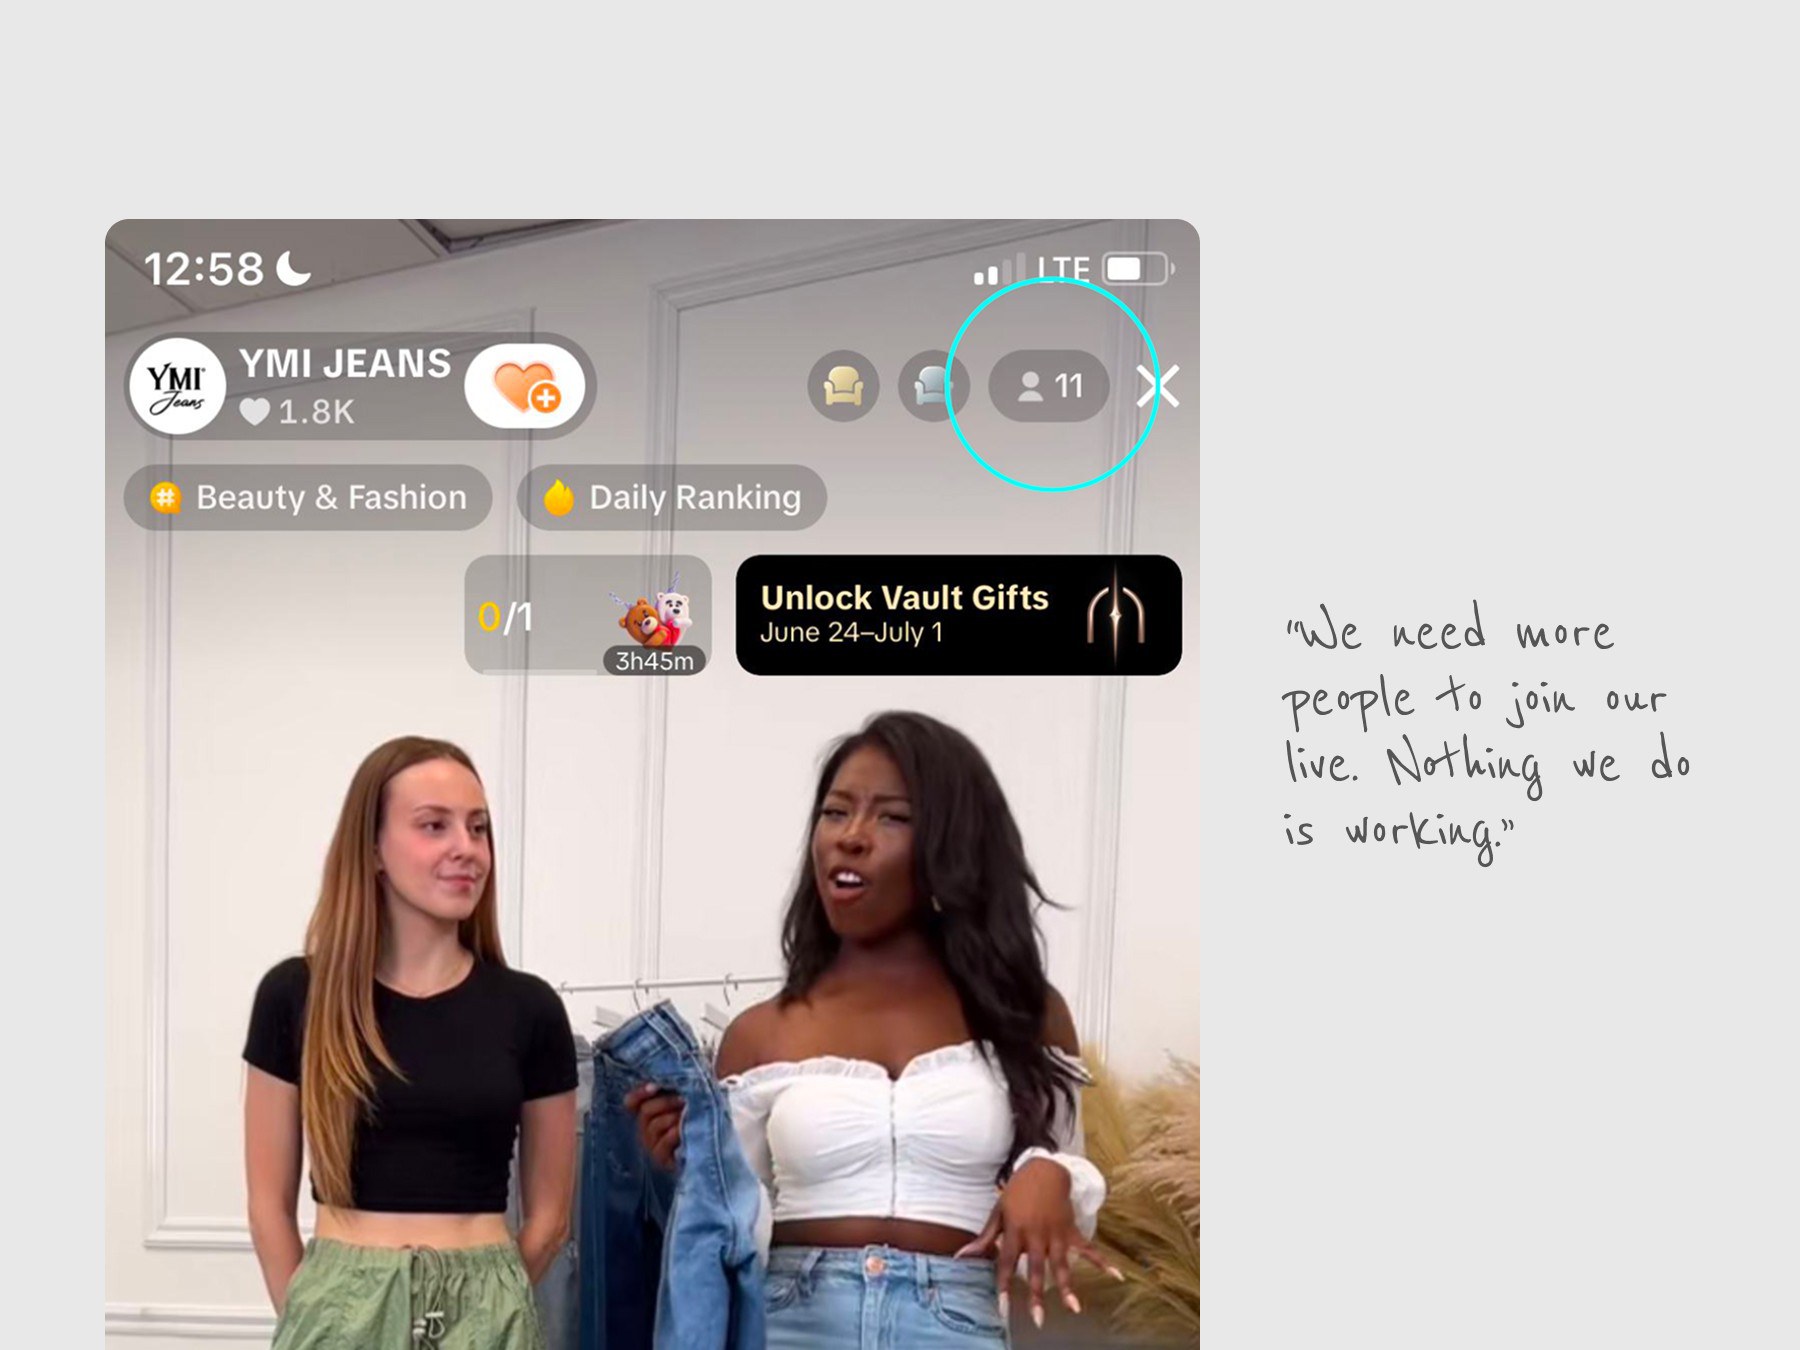 12:58
LTE
YMI
Jeans
YMI JEANS
1.8K
11
Beauty & Fashion
Daily Ranking
0/1
3h45m
Unlock Vault Gifts
June 24–July 1
“We need more
people to join our
live. Nothing we do
is working.”